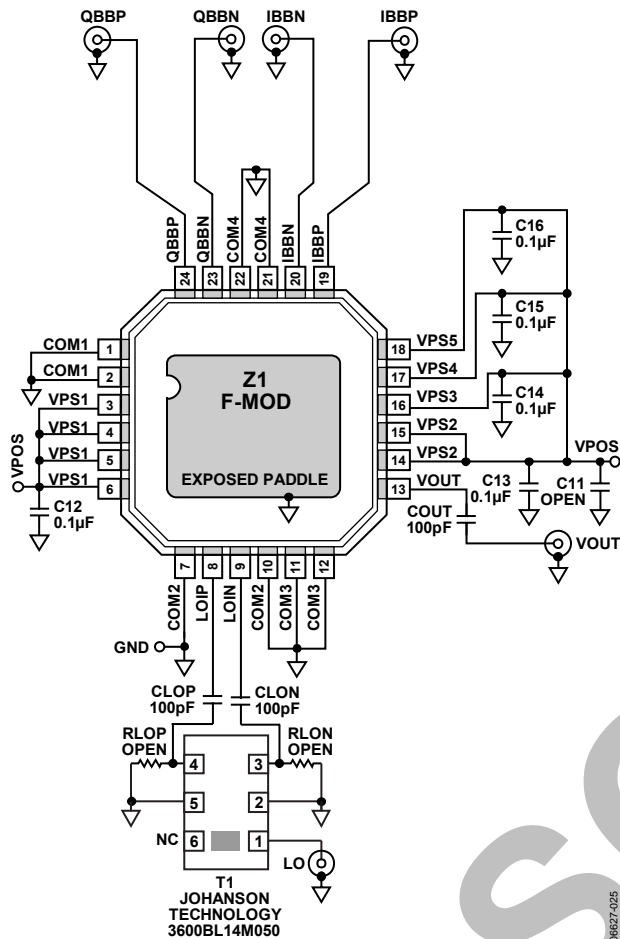 QBBP QBBN IBBN IBBP
QBBP QBBN COM4 COM4 IBBN IBBP
24 23 22 21 20 19
C16
0.1µF
C15
0.1µF
C14
0.1µF
COM1 1
COM1 2
VPS1 3
VPS1 4
VPS1 5
VPS1 6
VPOS
C12
0.1µF
Z1
F-MOD
EXPOSED PADDLE
18 VPS5
17 VPS4
16 VPS3
15 VPS2
14 VPS2
13 VOUT
VPOS
C13
0.1µF
C11
OPEN
COUT
100pF
VOUT
7 8 9 10 11 12
COM2 LOIP LOIN COM2 COM3 COM3
GND
CLOP
100pF
CLON
100pF
RLOP
OPEN
RLON
OPEN
4 3
5 2
NC 6 1
LO
T1
JOHANSON
TECHNOLOGY
3600BL14M050
06627-025